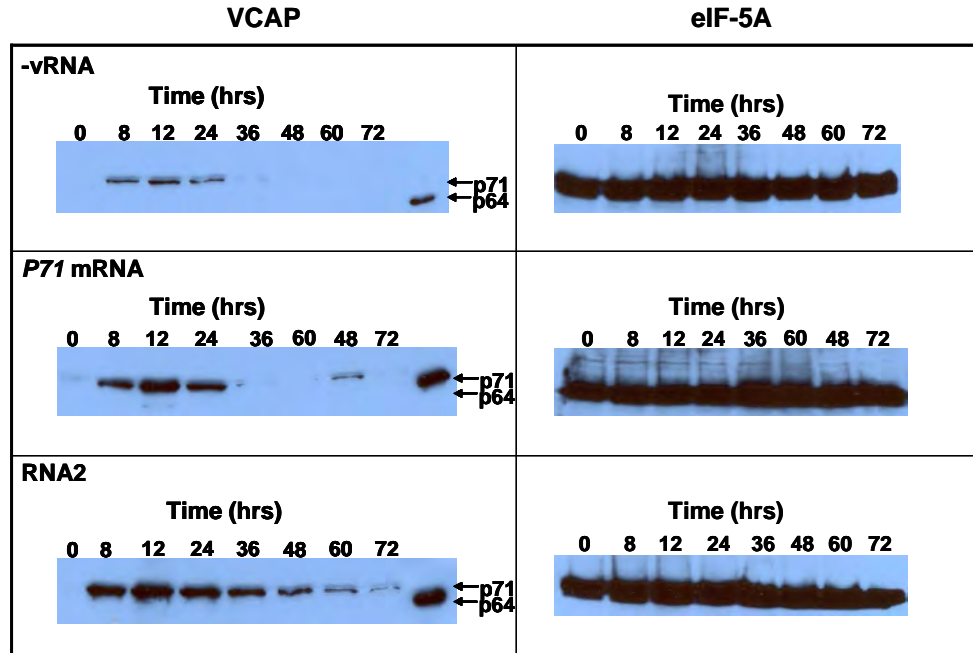 VCAP eIF-5A
-vRNA
Time (hrs)
0 8 12 24 36 48 60 72
p71
p64
Time (hrs)
0 8 12 24 36 48 60 72
P71 mRNA
Time (hrs)
0 8 12 24 36 60 48 72
p71
p64
Time (hrs)
0 8 12 24 36 60 48 72
RNA2
Time (hrs)
0 8 12 24 36 48 60 72
p71
p64
Time (hrs)
0 8 12 24 36 48 60 72